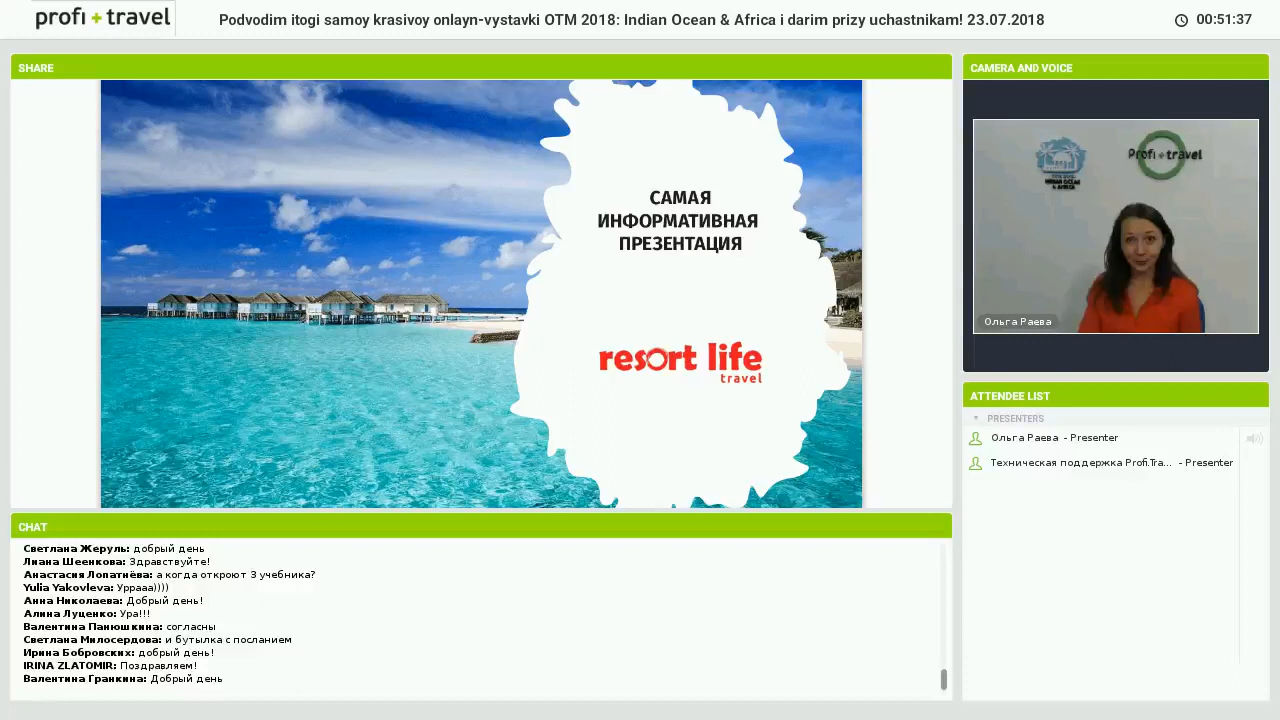 profi + travel
Podvodim itogi samoy krasivoy onlayn-vystavki OTM 2018: Indian Ocean & Africa i darim prizy uchastnikam! 23.07.2018
00:51:37
SHARE
САМАЯ
ИНФОРМАТИВНАЯ
ПРЕЗЕНТАЦИЯ
resort life
travel
CAMERA AND VOICE
INDIAN OCEAN
& AFRICA
Profi + travel
Ольга Раева
ATTENDEE LIST
PRESENTERS
Ольга Раева - Presenter
Техническая поддержка Profi.Tra... - Presenter
CHAT
Светлана Жеруль: добрый день
Лиана Шеенкова: Здравствуйте!
Анастасия Лопатнёва: а когда откроют 3 учебника?
Yulia Yakovleva: Уррааа))))
Анна Николаева: Добрый день!
Алина Луценко: Ура!!!
Валентина Панюшкина: согласны
Светлана Милосердова: и бутылка с посланием
Ирина Бобровских: добрый день!
IRINA ZLATOMIR: Поздравляем!
Валентина Гранкина: Добрый день